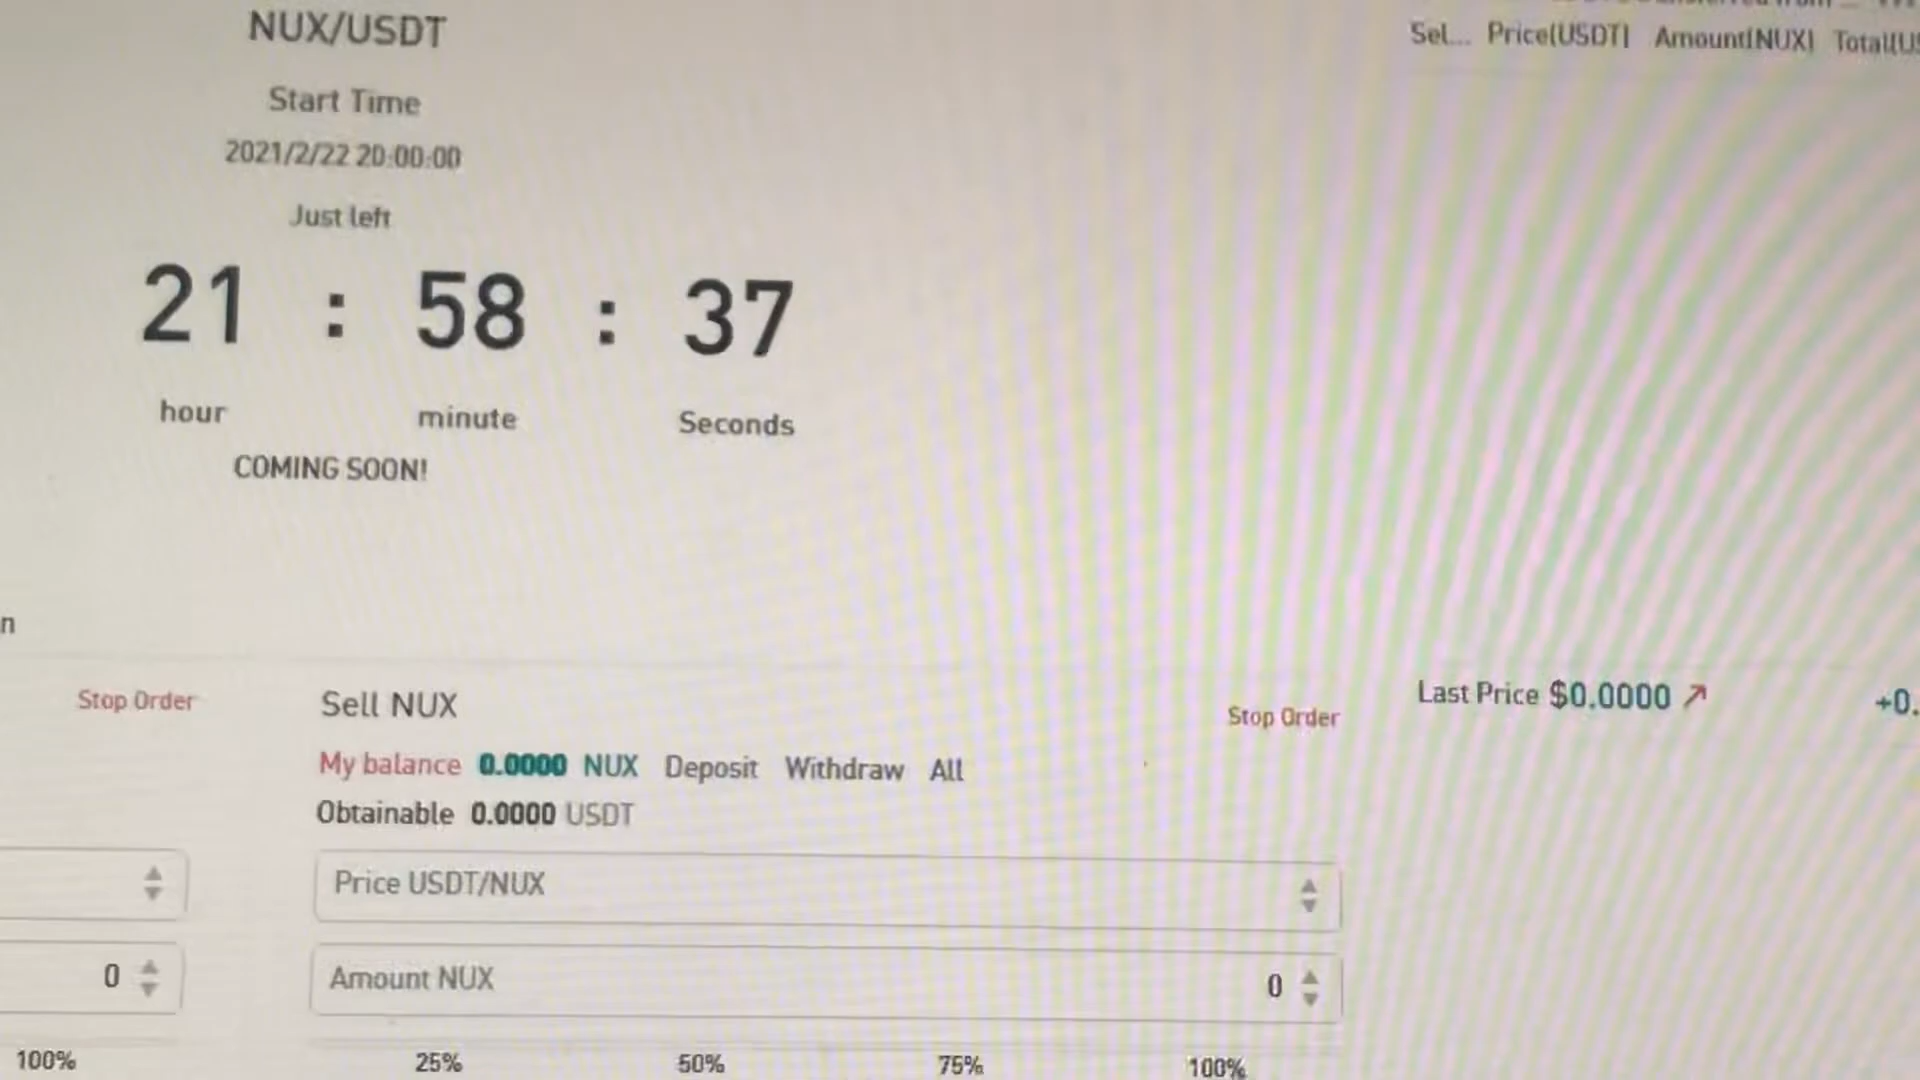 NUX/USDT
Start Time
2021/2/22 20:00:00
Just left
21 : 58 : 37
hour minute Seconds
COMING SOON!
Sel... Price(USDT) Amount(NUX)
n
Stop Order
Sell NUX
Stop Order
My balance 0.0000 NUX Deposit Withdraw All
Obtainable 0.0000 USDT
Price USDT/NUX
0
Amount NUX 0
100%
25% 50% 75% 100%
Last Price $0.0000 ↗ +0.